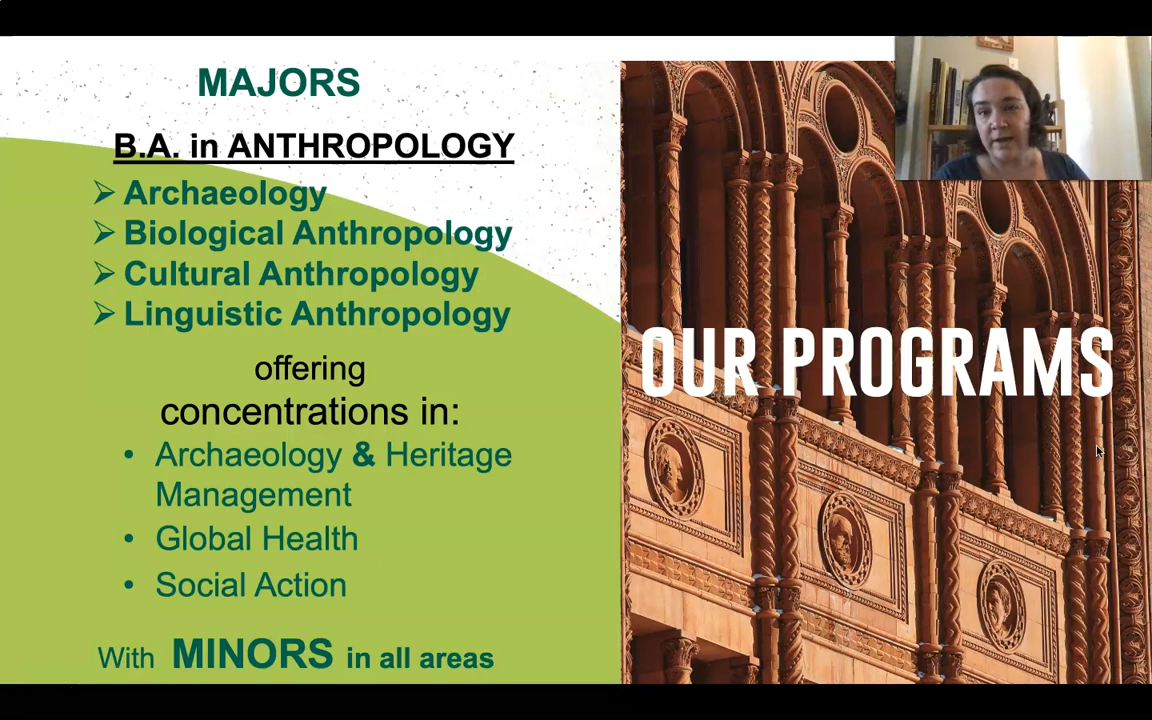 MAJORS
B.A. in ANTHROPOLOGY
➢ Archaeology
➢ Biological Anthropology
➢ Cultural Anthropology
➢ Linguistic Anthropology
offering
concentrations in:
• Archaeology & Heritage
Management
• Global Health
• Social Action
With MINORS in all areas
OUR PROGRAMS